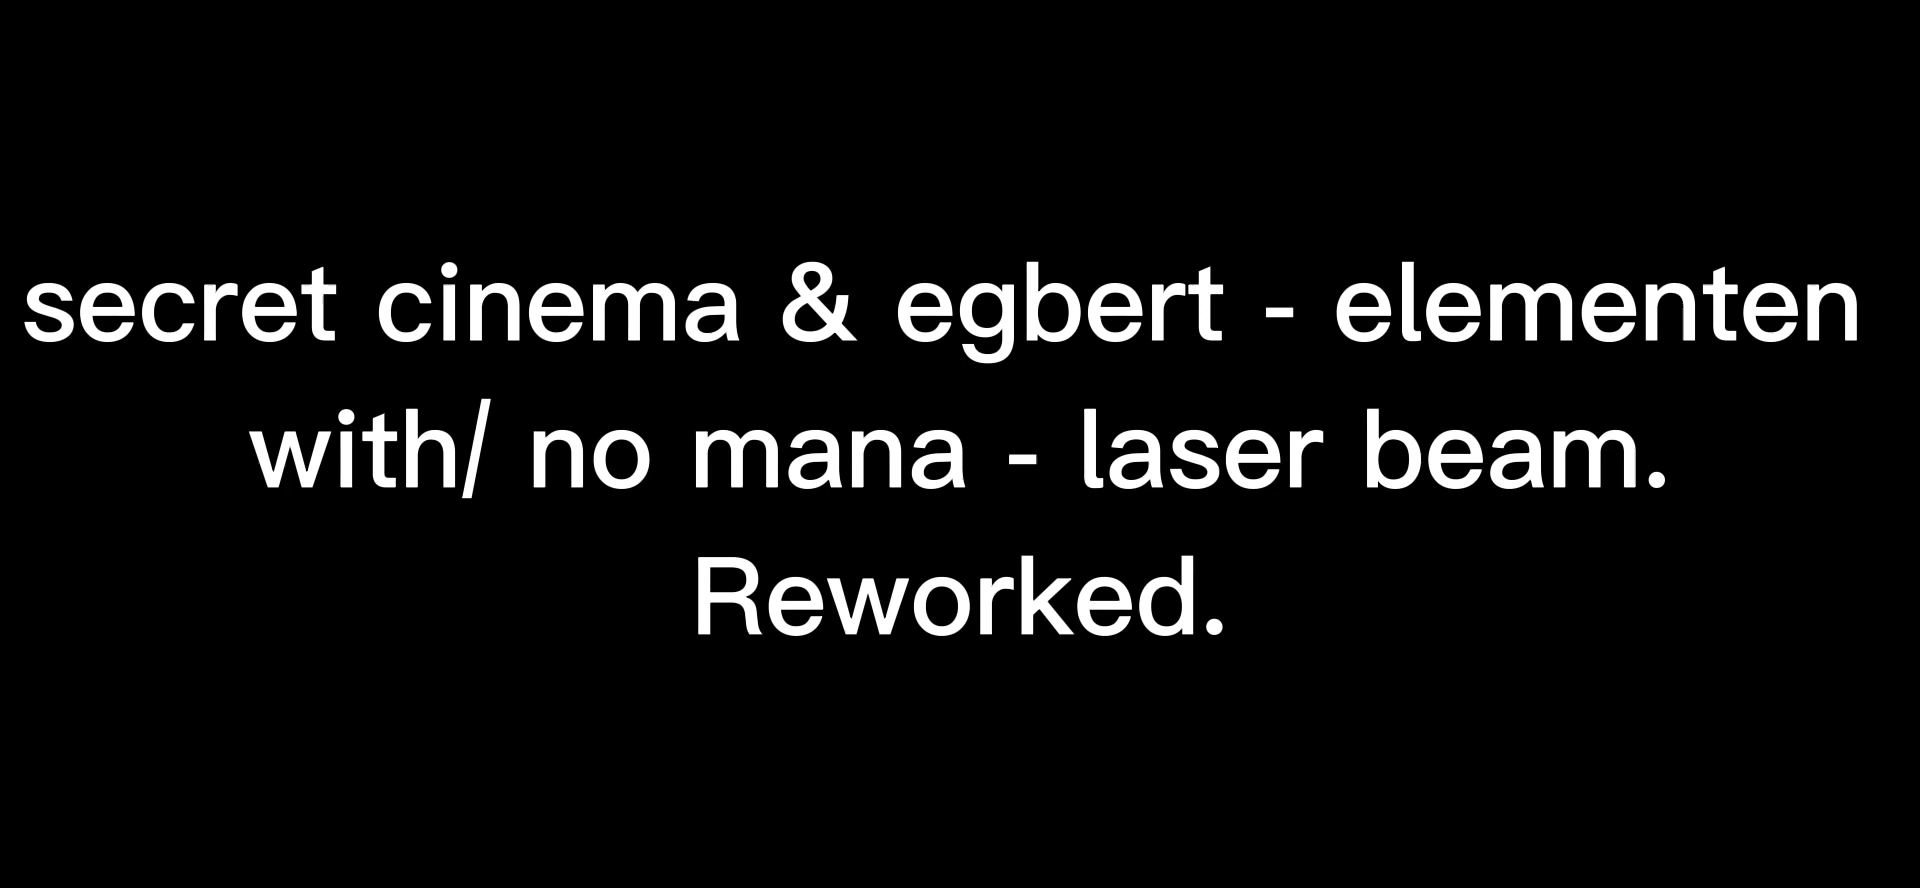 secret cinema & egbert - elementen
with/ no mana - laser beam.
Reworked.